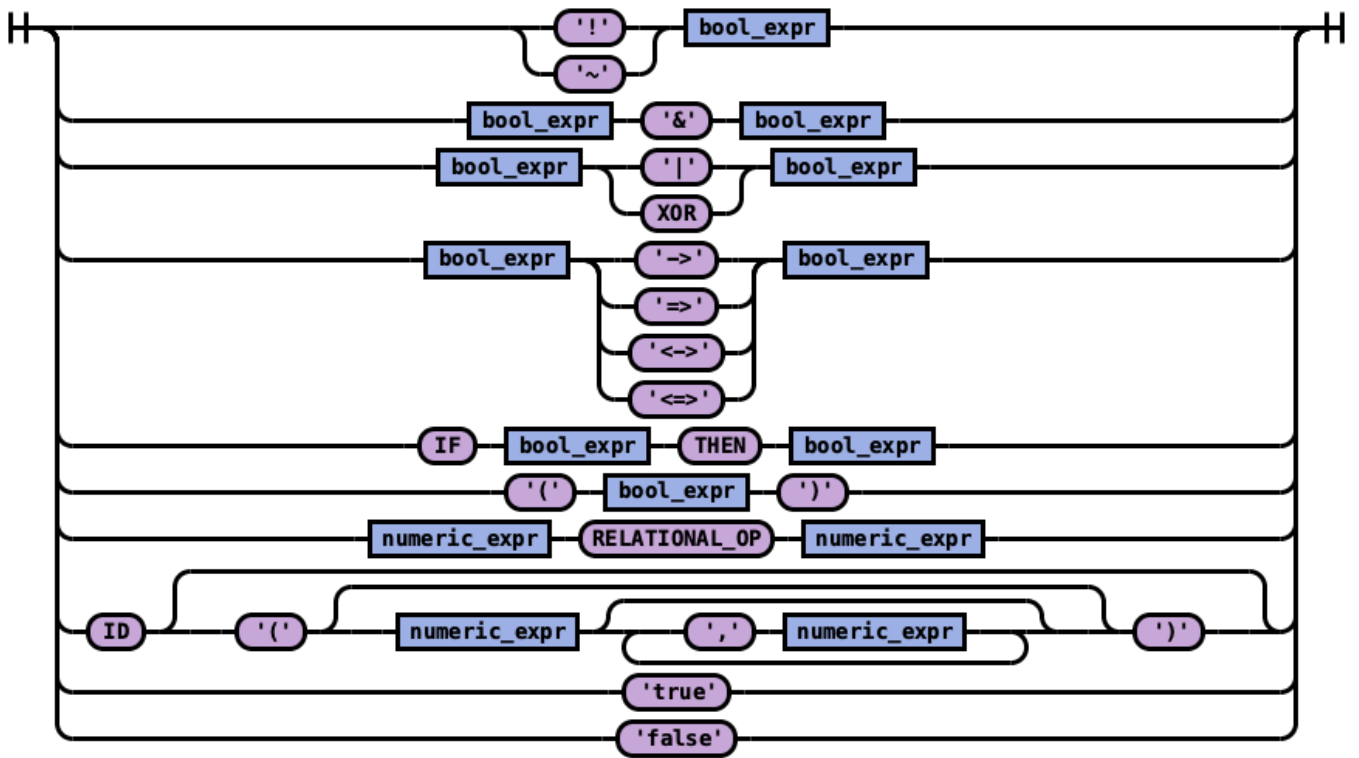 '!' bool_expr
'~'
bool_expr '&' bool_expr
bool_expr '|' bool_expr
XOR
bool_expr '->' bool_expr
'=>'
'<->'
'<=>'
IF bool_expr THEN bool_expr
'(' bool_expr ')'
numeric_expr RELATIONAL_OP numeric_expr
ID '(' numeric_expr ',' numeric_expr ')'
'true'
'false'